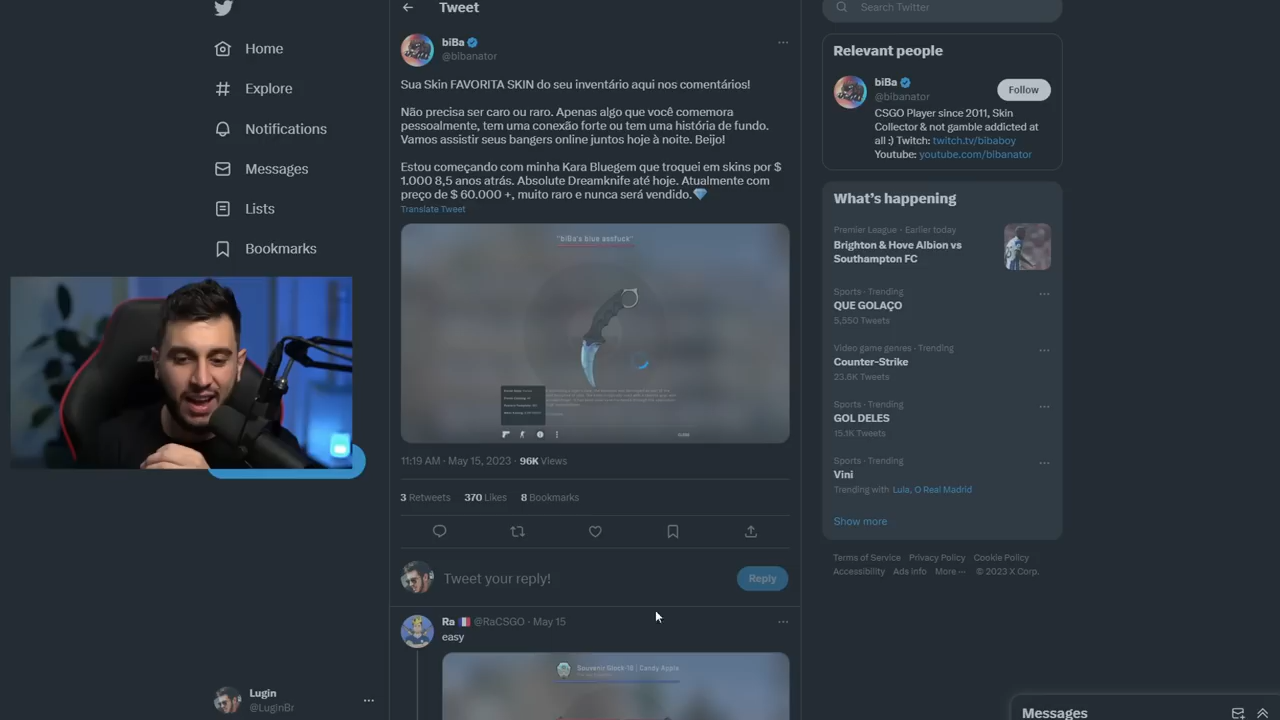 Home
Explore
Notifications
Messages
Lists
Bookmarks
Lugin
@LuginBr
Tweet
biBa
@bibanator
Sua Skin FAVORITA SKIN do seu inventário aqui nos comentários!
Não precisa ser caro ou raro. Apenas algo que você comemora
pessoalmente, tem uma conexão forte ou tem uma história de fundo.
Vamos assistir seus bangers online juntos hoje à noite. Beijo!
Estou começando com minha Kara Bluegem que troquei em skins por $
1.000 8,5 anos atrás. Absolute Dreamknife até hoje. Atualmente com
preço de $ 60.000 +, muito raro e nunca será vendido.
Translate Tweet
"biBa's blue assfuck"
CLOSE
11:19 AM · May 15, 2023 · 96K Views
3 Retweets 370 Likes 8 Bookmarks
Tweet your reply!
Reply
Ra @RaCSGO · May 15
easy
Souvenir Glock-18 | Candy Apple
Search Twitter
Relevant people
biBa
@bibanator
Follow
CSGO Player since 2011, Skin
Collector & not gamble addicted at
all :) Twitch: twitch.tv/bibaboy
Youtube: youtube.com/bibanator
What's happening
Premier League · Earlier today
Brighton & Hove Albion vs
Southampton FC
Sports · Trending
QUE GOLAÇO
5,550 Tweets
Video game genres · Trending
Counter-Strike
23.8K Tweets
Sports · Trending
GOL DELES
15.1K Tweets
Sports · Trending
Vini
Trending with Lula, O Real Madrid
Show more
Terms of Service Privacy Policy Cookie Policy
Accessibility Ads info More ··· © 2023 X Corp.
Messages